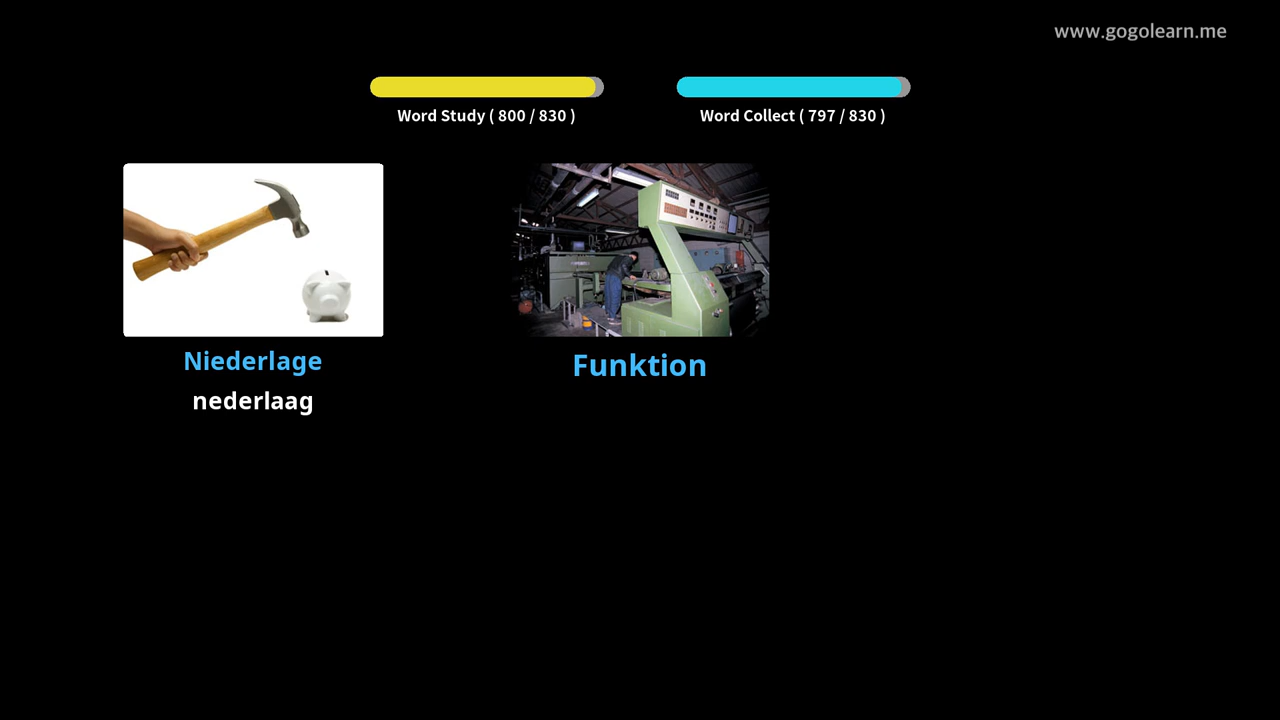 www.gogolearn.me
Word Study ( 800 / 830 )
Word Collect ( 797 / 830 )
Niederlage
nederlaag
Funktion